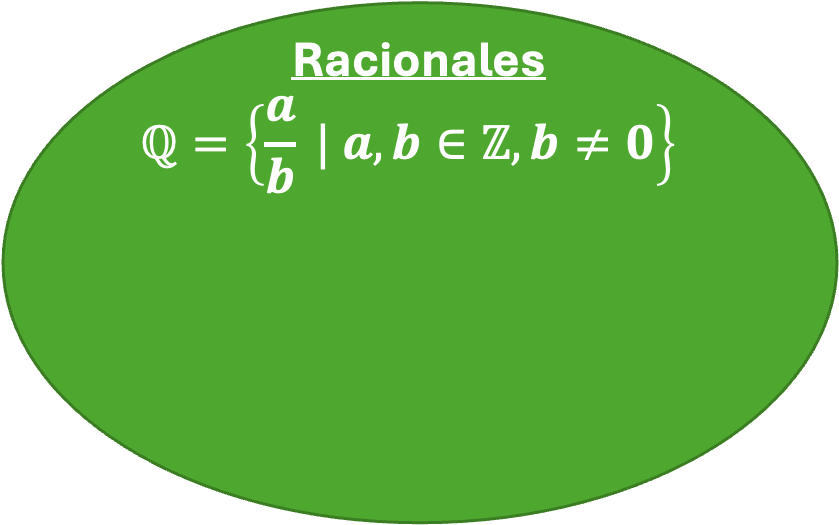 Racionales
ℚ = {a/b | a, b ∈ ℤ, b ≠ 0}